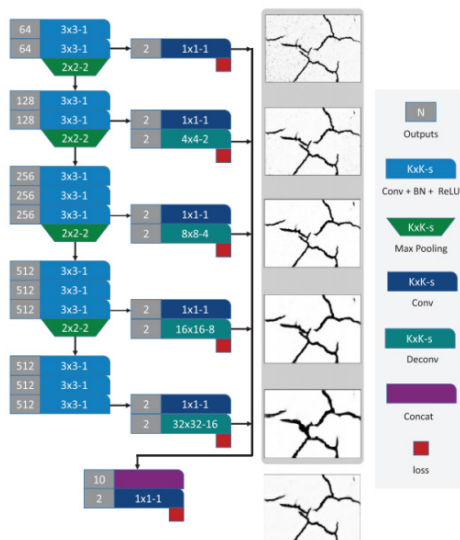 64 3x3-1
64 3x3-1
2x2-2
2 1x1-1
128 3x3-1
128 3x3-1
2x2-2
2 1x1-1
2 4x4-2
256 3x3-1
256 3x3-1
256 3x3-1
2x2-2
2 1x1-1
2 8x8-4
512 3x3-1
512 3x3-1
512 3x3-1
2x2-2
2 1x1-1
2 16x16-8
512 3x3-1
512 3x3-1
512 3x3-1
2 1x1-1
2 32x32-16
10
2 1x1-1
N
Outputs
KxK-s
Conv + BN + ReLU
KxK-s
Max Pooling
KxK-s
Conv
KxK-s
Deconv
Concat
loss